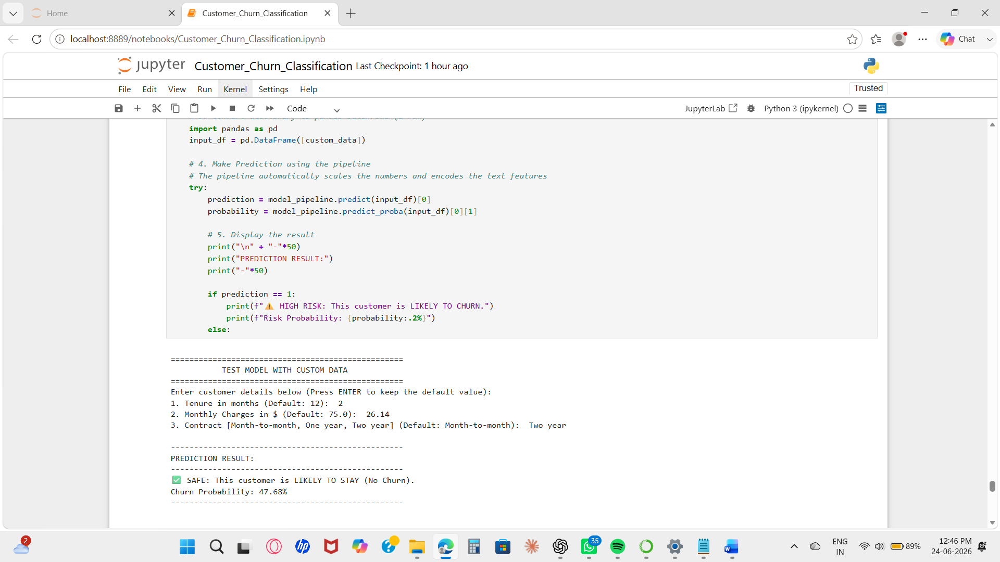 Home
Customer_Churn_Classification
localhost:8889/notebooks/Customer_Churn_Classification.ipynb
Chat
jupyter Customer_Churn_Classification Last Checkpoint: 1 hour ago
File Edit View Run Kernel Settings Help
Trusted
Code
JupyterLab Python 3 (ipykernel)
import pandas as pd
input_df = pd.DataFrame([custom_data])
# 4. Make Prediction using the pipeline
# The pipeline automatically scales the numbers and encodes the text features
try:
prediction = model_pipeline.predict(input_df)[0]
probability = model_pipeline.predict_proba(input_df)[0][1]
# 5. Display the result
print("\n" + "-"*50)
print("PREDICTION RESULT:")
print("-"*50)
if prediction == 1:
print(f"⚠️ HIGH RISK: This customer is LIKELY TO CHURN.")
print(f"Risk Probability: {probability:.2%}")
else:
==================================================
TEST MODEL WITH CUSTOM DATA
==================================================
Enter customer details below (Press ENTER to keep the default value):
1. Tenure in months (Default: 12): 2
2. Monthly Charges in $ (Default: 75.0): 26.14
3. Contract [Month-to-month, One year, Two year] (Default: Month-to-month): Two year
--------------------------------------------------
PREDICTION RESULT:
--------------------------------------------------
✅ SAFE: This customer is LIKELY TO STAY (No Churn).
Churn Probability: 47.68%
--------------------------------------------------
2
hp
?
35
W
ENG
IN
89%
12:46 PM
24-06-2026